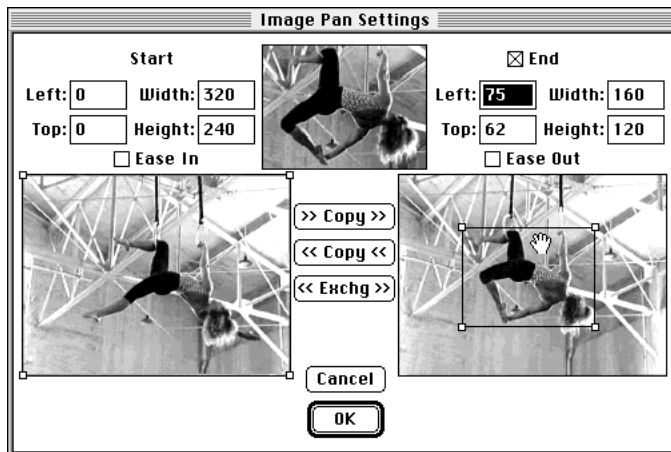 Image Pan Settings
Start
Left: 0 Width: 320
Top: 0 Height: 240
Ease In
End
Left: 75 Width: 160
Top: 62 Height: 120
Ease Out
>> Copy >>
<< Copy <<
<< Exchg >>
Cancel
OK